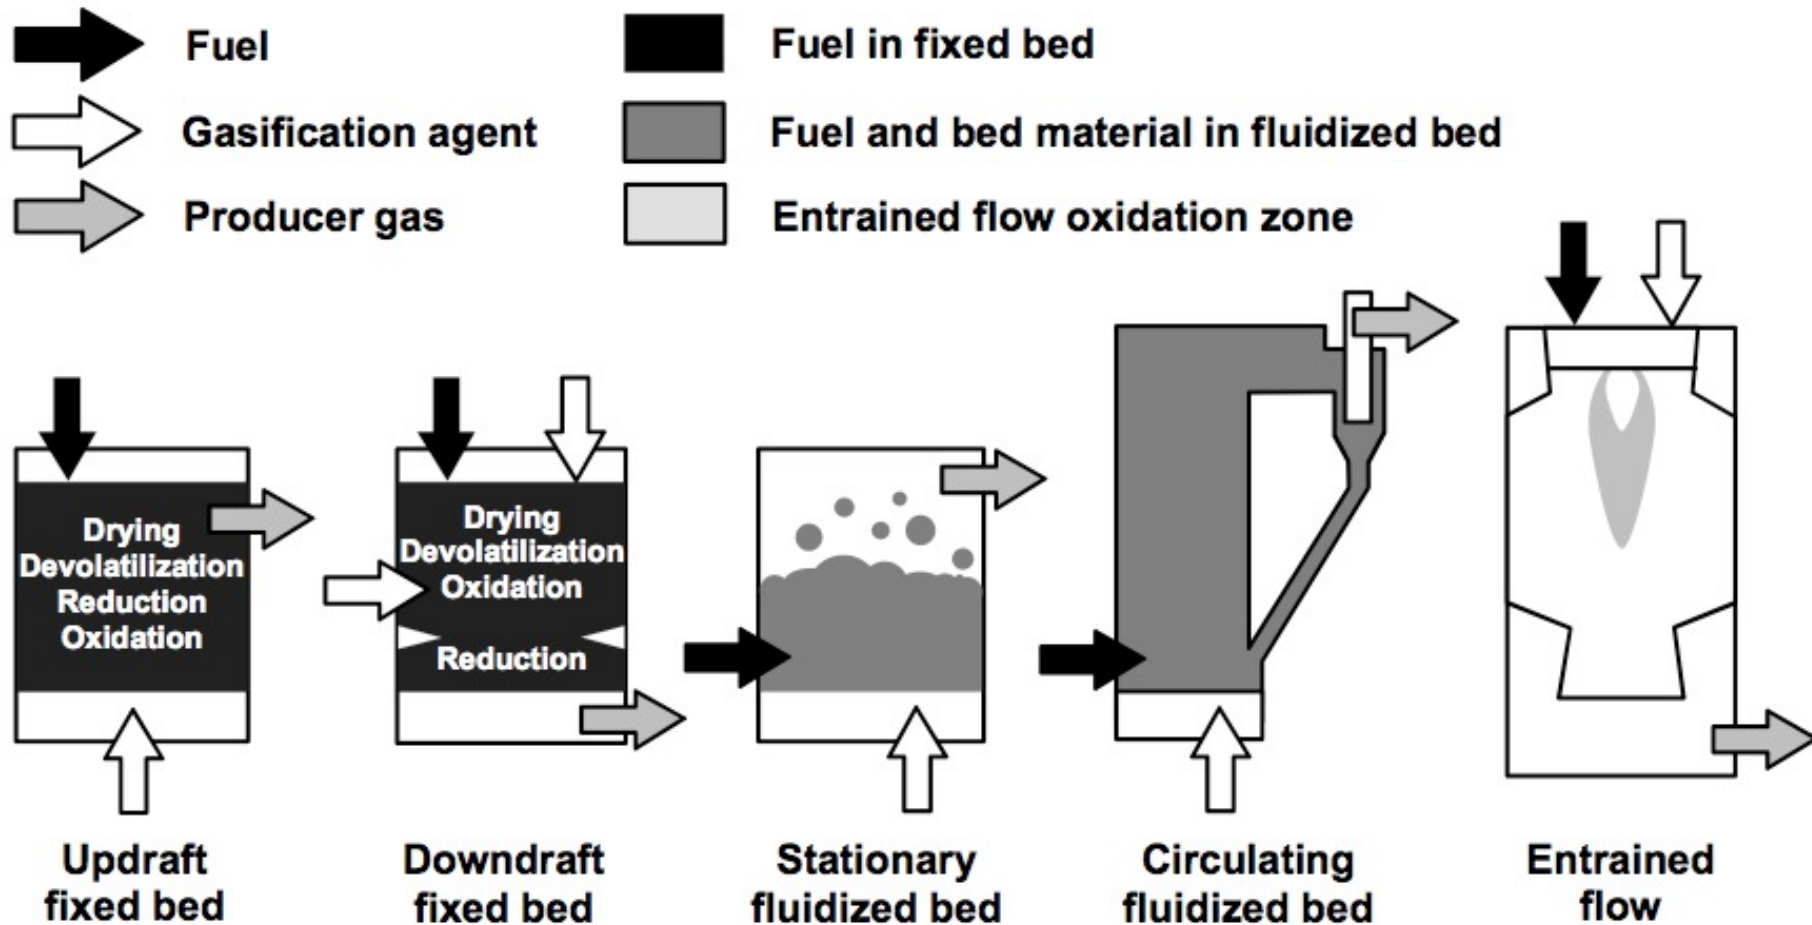 Fuel
Fuel in fixed bed
Gasification agent
Fuel and bed material in fluidized bed
Producer gas
Entrained flow oxidation zone
Drying
Devolatilization
Reduction
Oxidation
Drying
Devolatilization
Oxidation
Reduction
Updraft
fixed bed
Downdraft
fixed bed
Stationary
fluidized bed
Circulating
fluidized bed
Entrained
flow